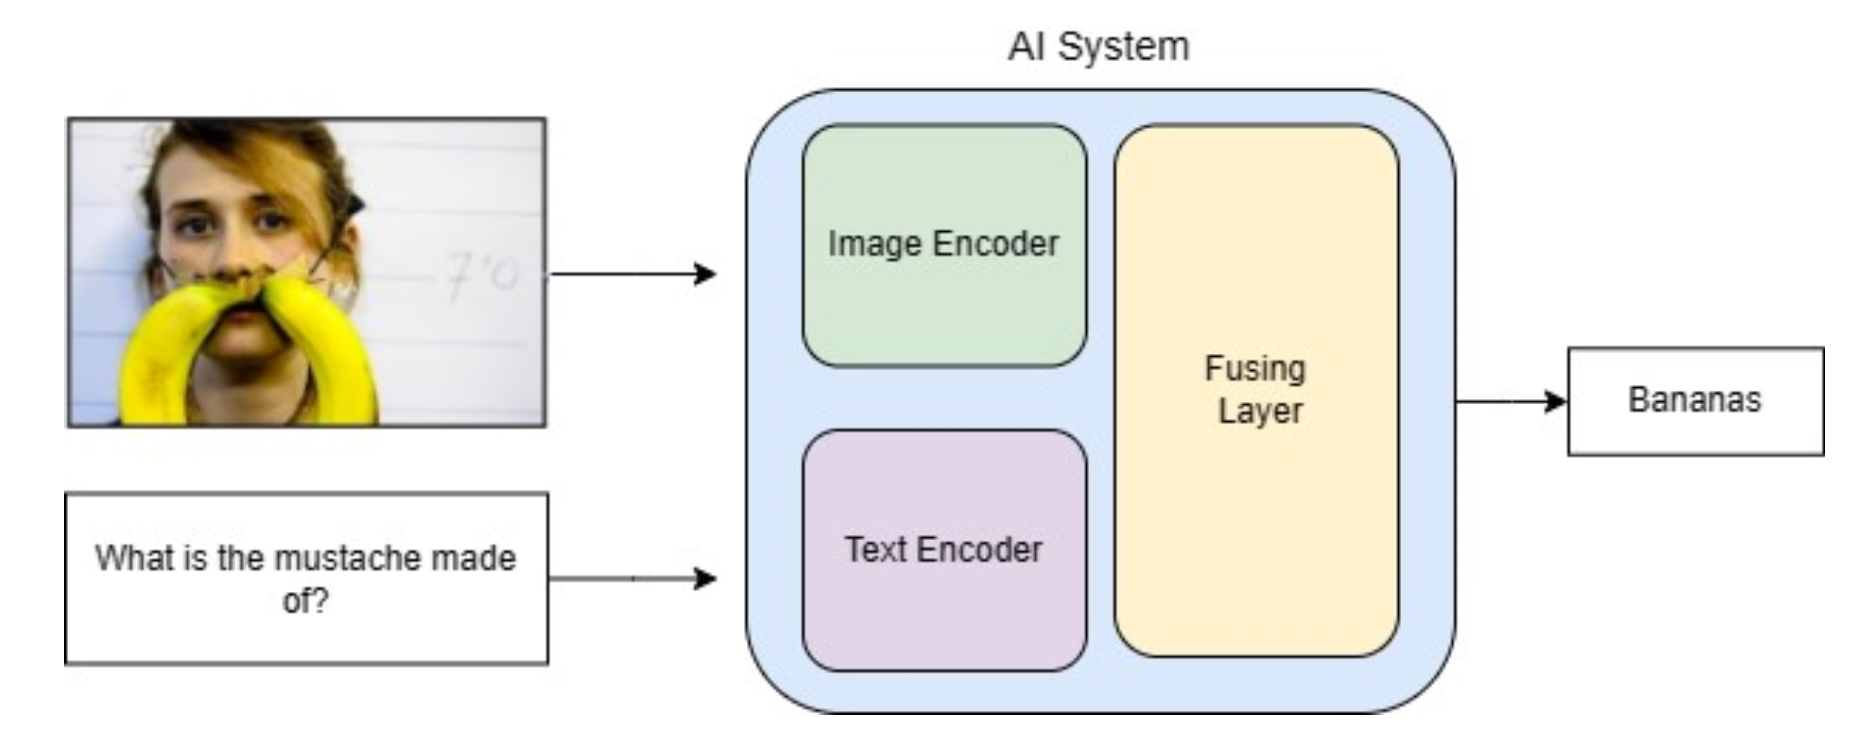 AI System
7.0
Image Encoder
Fusing
Layer
Bananas
What is the mustache made
of?
Text Encoder